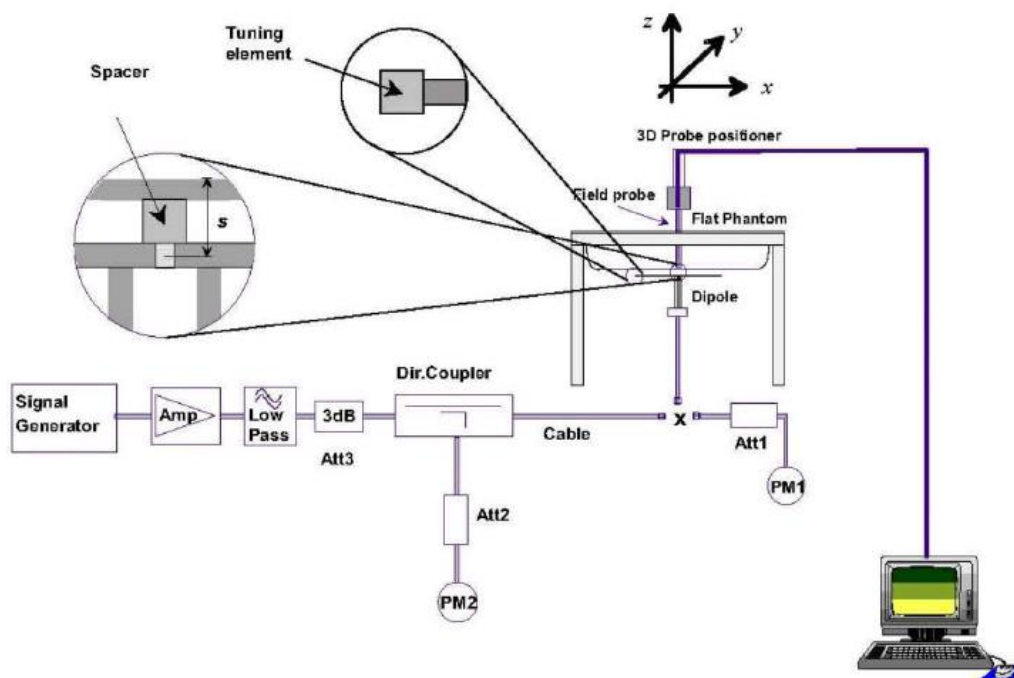 z
y
x
Tuning
element
Spacer
s
3D Probe positioner
Field probe
Flat Phantom
Dipole
Dir.Coupler
Signal
Generator
Amp
Low
Pass
3dB
Att3
Cable
x
Att1
PM1
Att2
PM2